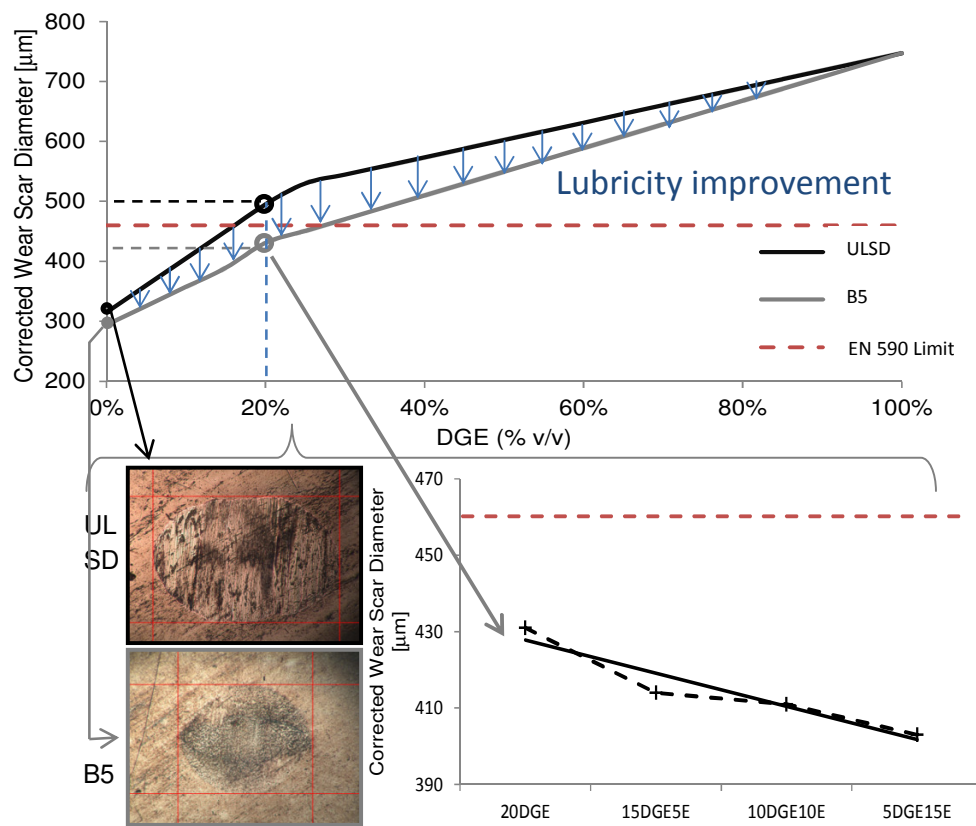 800
700
600
500
400
300
200
Corrected Wear Scar Diameter [µm]
Lubricity improvement
ULSD
B5
EN 590 Limit
0%
20%
40%
60%
80%
100%
DGE (% v/v)
UL
SD
B5
Corrected Wear Scar Diameter
[µm]
470
450
430
410
390
20DGE
15DGE5E
10DGE10E
5DGE15E